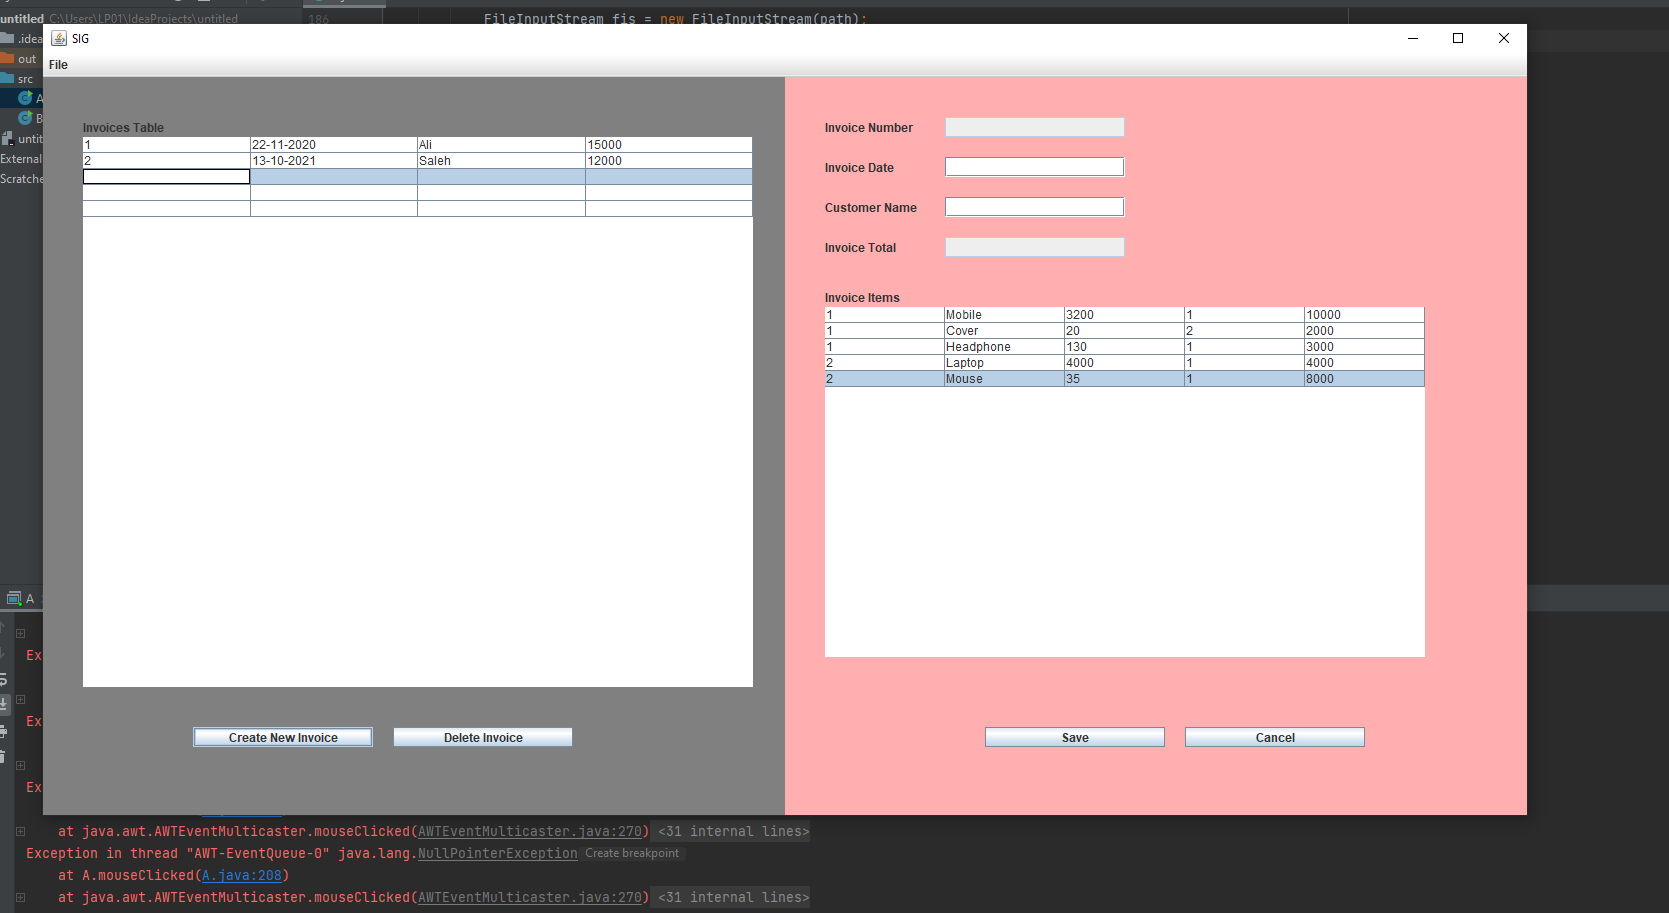 untitled C:\Users\LP01\IdeaProjects\untitled
186 FileInputStream fis = new FileInputStream(path);
.idea
out
src
A
B
untit
External
Scratche
SIG
File
Invoices Table
1 22-11-2020 Ali 15000
2 13-10-2021 Saleh 12000
Create New Invoice Delete Invoice
Invoice Number
Invoice Date
Customer Name
Invoice Total
Invoice Items
1 Mobile 3200 1 10000
1 Cover 20 2 2000
1 Headphone 130 1 3000
2 Laptop 4000 1 4000
2 Mouse 35 1 8000
Save Cancel
A
Ex
Ex
Ex
at java.awt.AWTEventMulticaster.mouseClicked(AWTEventMulticaster.java:270) <31 internal lines>
Exception in thread "AWT-EventQueue-0" java.lang.NullPointerException Create breakpoint
at A.mouseClicked(A.java:208)
at java.awt.AWTEventMulticaster.mouseClicked(AWTEventMulticaster.java:270) <31 internal lines>